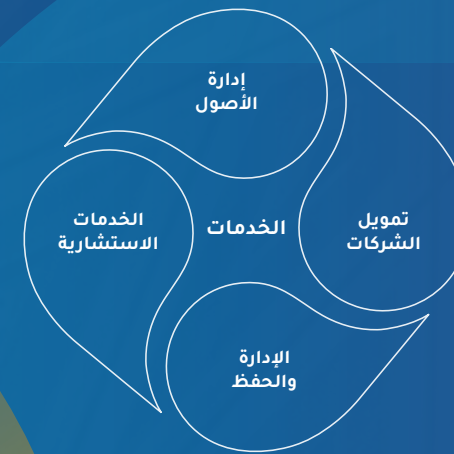 إدارة
الأصول
تمويل
الشركات
الخدمات
الخدمات
الاستشارية
الإدارة
والحفظ